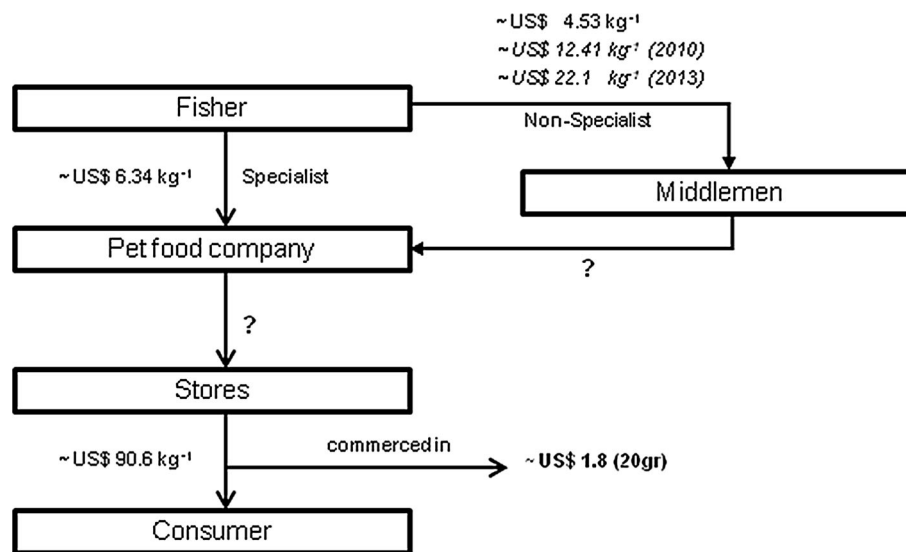 ~US$ 4.53 kg⁻¹
~US$ 12.41 kg⁻¹ (2010)
~US$ 22.1 kg⁻¹ (2013)
Fisher
Non-Specialist
~US$ 6.34 kg⁻¹ Specialist
Middlemen
Pet food company
?
?
Stores
~US$ 90.6 kg⁻¹
commerced in
~US$ 1.8 (20gr)
Consumer